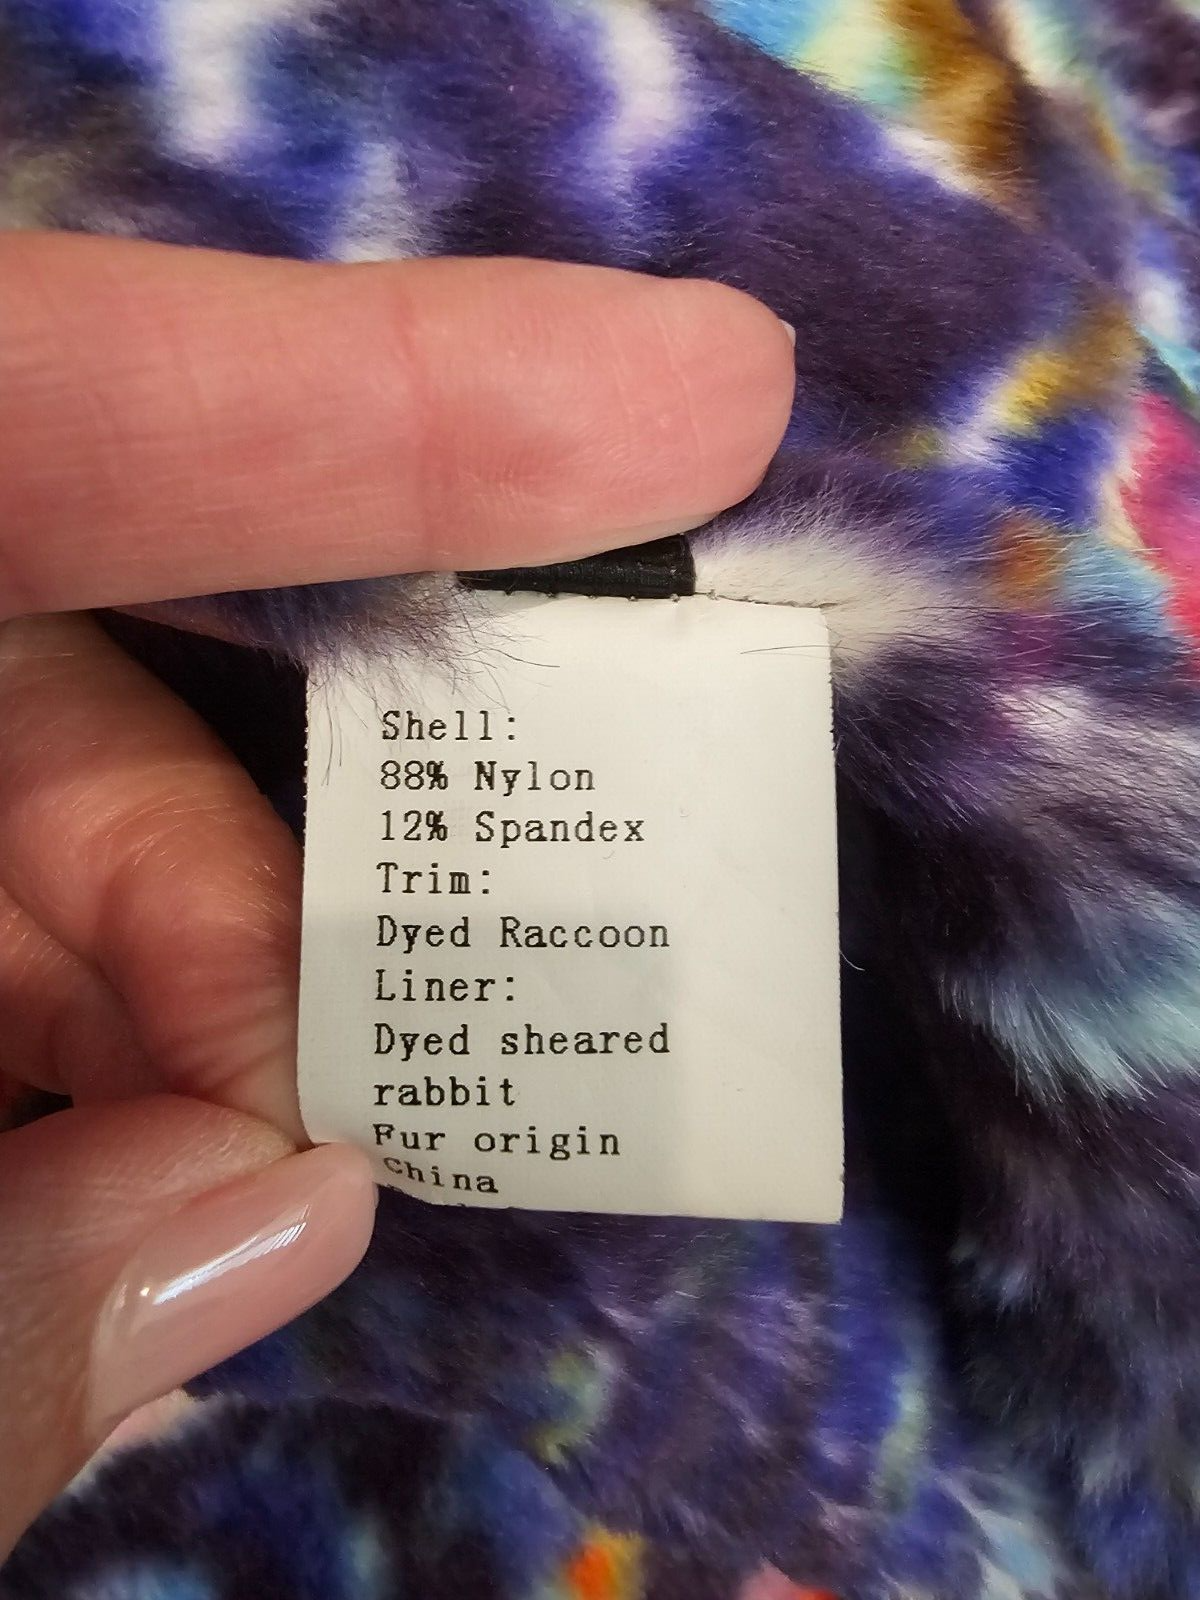 Shell:
88% Nylon
12% Spandex
Trim:
Dyed Raccoon
Liner:
Dyed sheared
rabbit
Fur origin
China